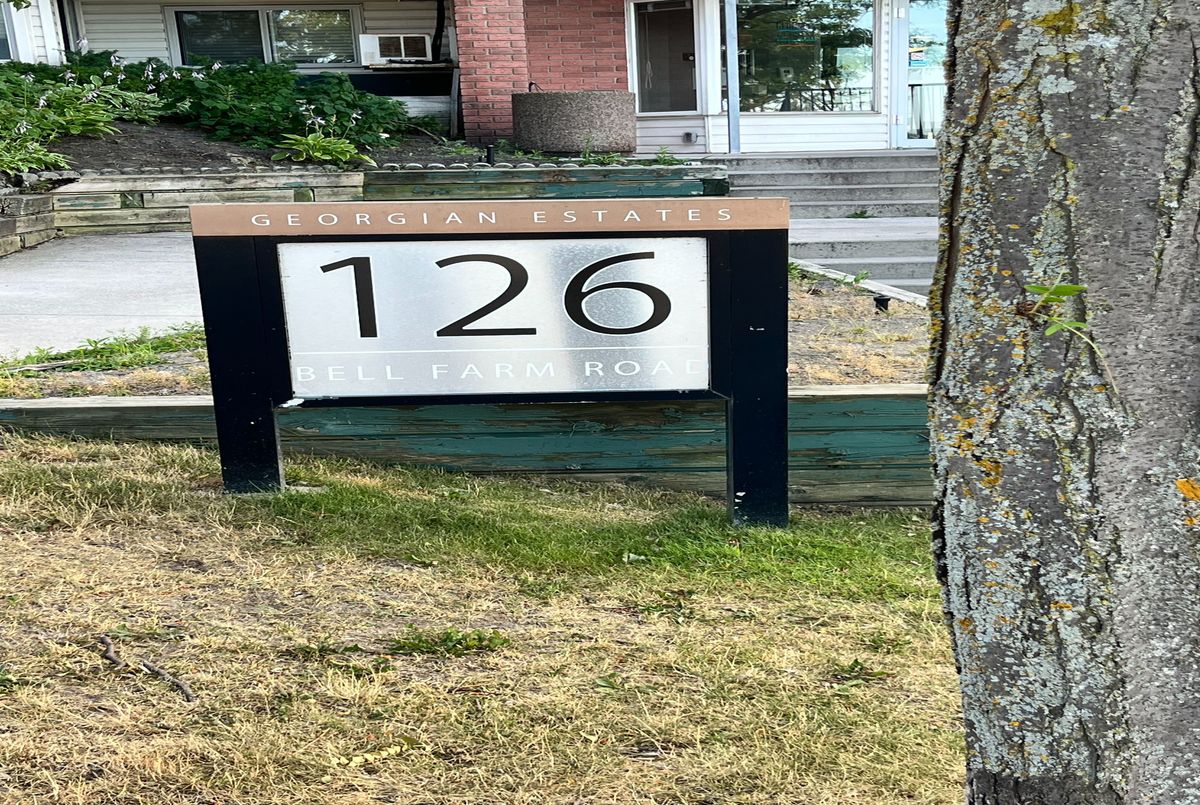 GEORGIAN ESTATES
126
BELL FARM ROAD